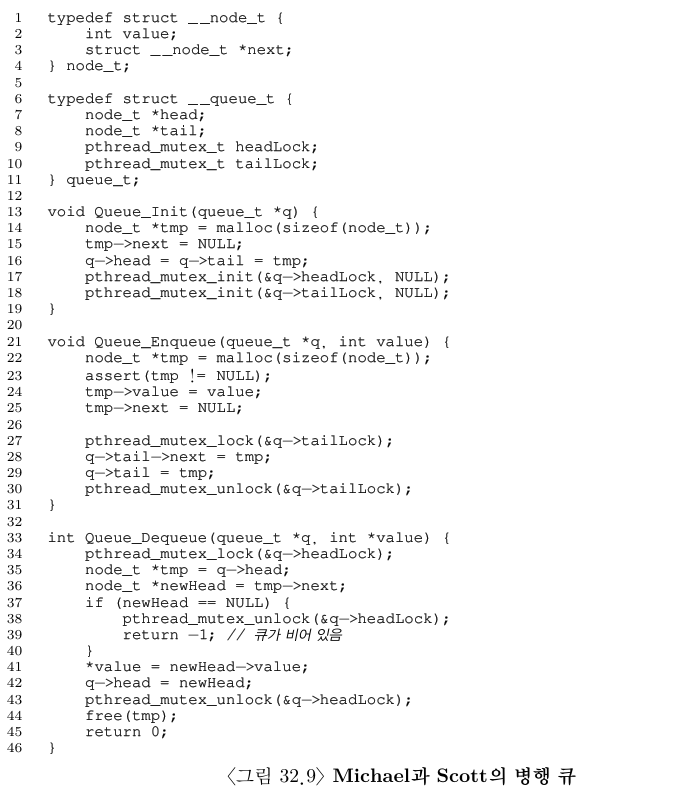 1 typedef struct __node_t {
2 int value;
3 struct __node_t *next;
4 } node_t;
5
6 typedef struct __queue_t {
7 node_t *head;
8 node_t *tail;
9 pthread_mutex_t headLock;
10 pthread_mutex_t tailLock;
11 } queue_t;
12
13 void Queue_Init(queue_t *q) {
14 node_t *tmp = malloc(sizeof(node_t));
15 tmp−>next = NULL;
16 q−>head = q−>tail = tmp;
17 pthread_mutex_init(&q−>headLock, NULL);
18 pthread_mutex_init(&q−>tailLock, NULL);
19 }
20
21 void Queue_Enqueue(queue_t *q, int value) {
22 node_t *tmp = malloc(sizeof(node_t));
23 assert(tmp != NULL);
24 tmp−>value = value;
25 tmp−>next = NULL;
26
27 pthread_mutex_lock(&q−>tailLock);
28 q−>tail−>next = tmp;
29 q−>tail = tmp;
30 pthread_mutex_unlock(&q−>tailLock);
31 }
32
33 int Queue_Dequeue(queue_t *q, int *value) {
34 pthread_mutex_lock(&q−>headLock);
35 node_t *tmp = q−>head;
36 node_t *newHead = tmp−>next;
37 if (newHead == NULL) {
38 pthread_mutex_unlock(&q−>headLock);
39 return −1; // 큐가 비어 있음
40 }
41 *value = newHead−>value;
42 q−>head = newHead;
43 pthread_mutex_unlock(&q−>headLock);
44 free(tmp);
45 return 0;
46 }
〈그림 32.9〉 Michael과 Scott의 병행 큐